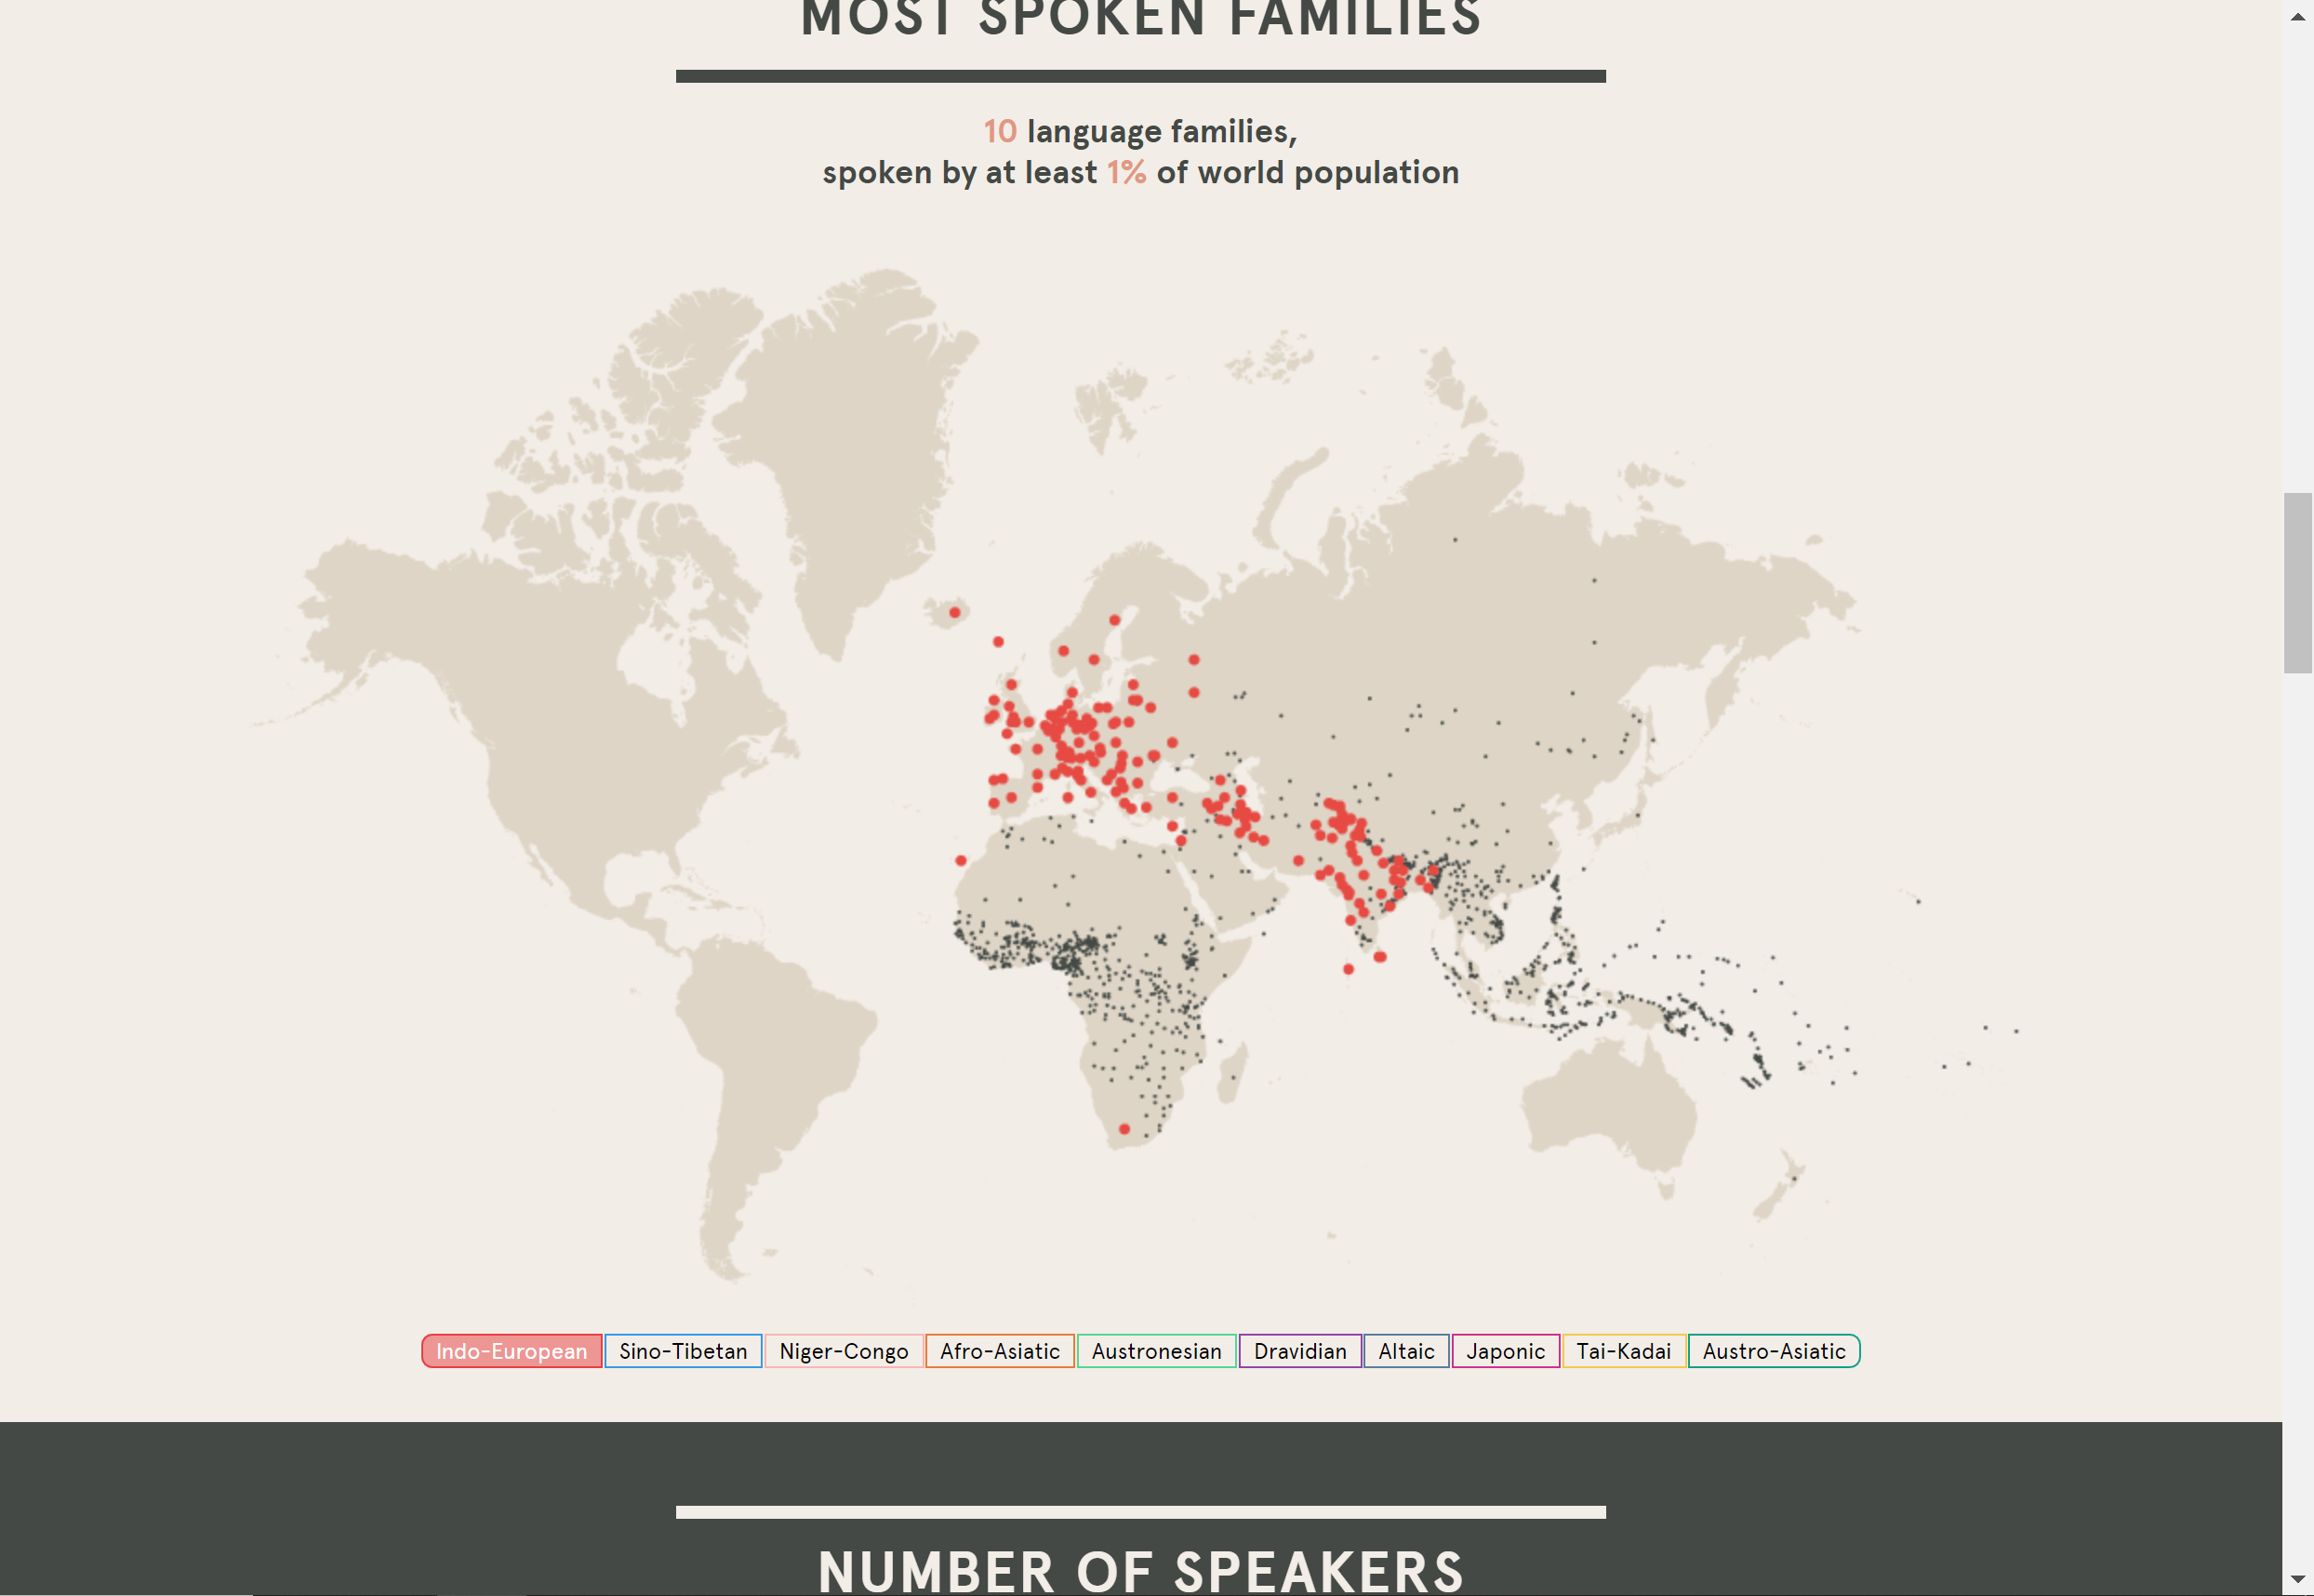 MOST SPOKEN FAMILIES
10 language families,
spoken by at least 1% of world population
Indo-European Sino-Tibetan Niger-Congo Afro-Asiatic Austronesian Dravidian Altaic Japonic Tai-Kadai Austro-Asiatic
NUMBER OF SPEAKERS